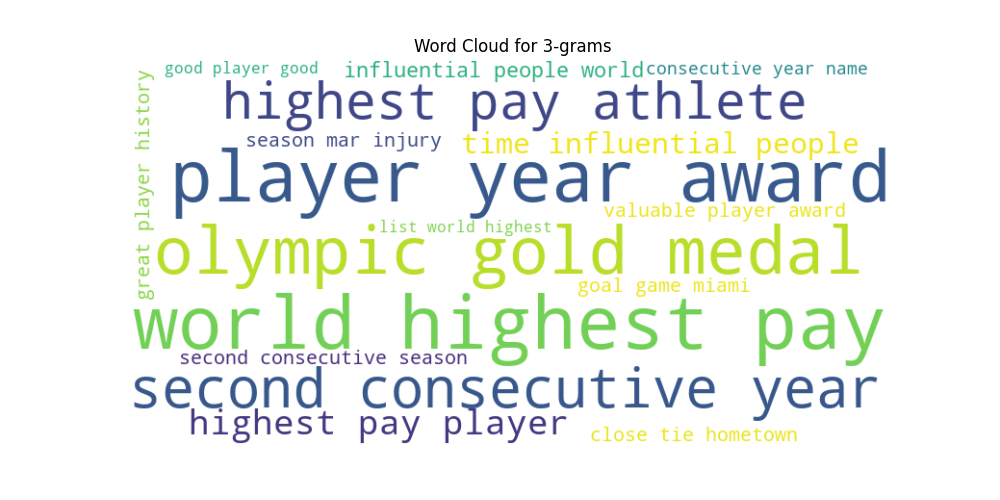 Word Cloud for 3-grams
good player good
influential people world
consecutive year name
highest pay athlete
great player history
season mar injury
time influential people
player year award
valuable player award
list world highest
olympic gold medal
goal game miami
world highest pay
second consecutive season
second consecutive year
highest pay player
close tie hometown